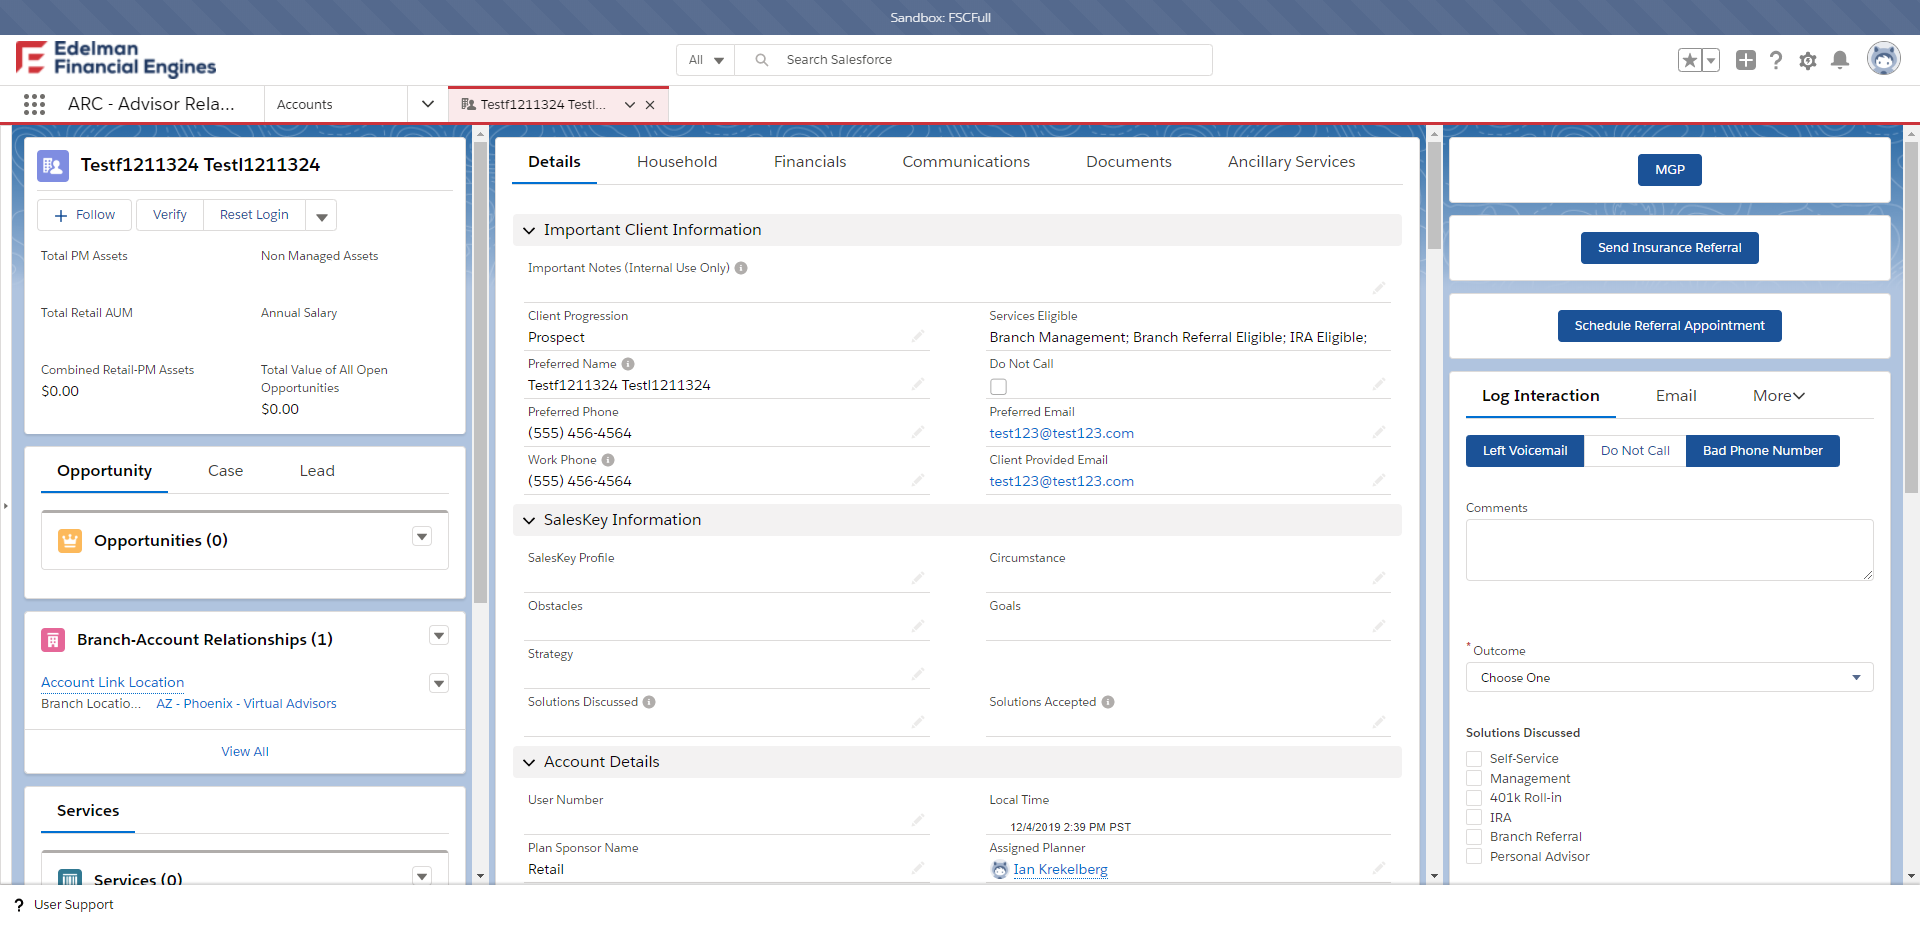 Sandbox: FSCFull
Edelman
Financial Engines
All
Search Salesforce
ARC - Advisor Rela...
Accounts
Testf1211324 Testl...
Testf1211324 Testl1211324
Follow
Verify
Reset Login
Total PM Assets
Non Managed Assets
Total Retail AUM
Annual Salary
Combined Retail-PM Assets
$0.00
Total Value of All Open
Opportunities
$0.00
Opportunity
Case
Lead
Opportunities (0)
Branch-Account Relationships (1)
Account Link Location
Branch Locatio...
AZ - Phoenix - Virtual Advisors
View All
Services
Services (0)
Details
Household
Financials
Communications
Documents
Ancillary Services
Important Client Information
Important Notes (Internal Use Only)
Client Progression
Prospect
Services Eligible
Branch Management; Branch Referral Eligible; IRA Eligible;
Preferred Name
Testf1211324 Testl1211324
Do Not Call
Preferred Phone
(555) 456-4564
Preferred Email
test123@test123.com
Work Phone
(555) 456-4564
Client Provided Email
test123@test123.com
SalesKey Information
SalesKey Profile
Circumstance
Obstacles
Goals
Strategy
Solutions Discussed
Solutions Accepted
Account Details
User Number
Local Time
12/4/2019 2:39 PM PST
Plan Sponsor Name
Retail
Assigned Planner
Ian Krekelberg
MGP
Send Insurance Referral
Schedule Referral Appointment
Log Interaction
Email
More
Left Voicemail
Do Not Call
Bad Phone Number
Comments
* Outcome
Choose One
Solutions Discussed
Self-Service
Management
401k Roll-in
IRA
Branch Referral
Personal Advisor
? User Support